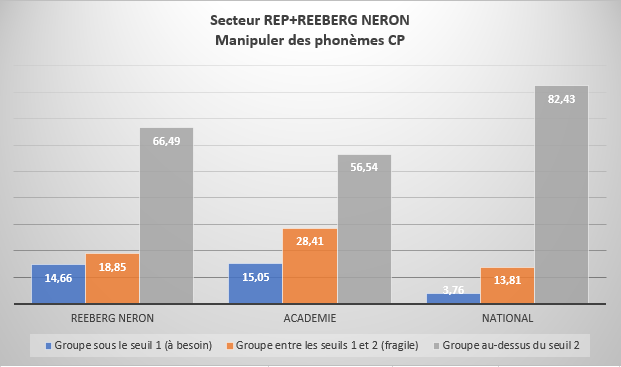 Secteur REP+REEBERG NERON
Manipuler des phonèmes CP
66,49
56,54
82,43
14,66
18,85
15,05
28,41
3,76
13,81
REEBERG NERON
ACADEMIE
NATIONAL
Groupe sous le seuil 1 (à besoin)
Groupe entre les seuils 1 et 2 (fragile)
Groupe au-dessus du seuil 2